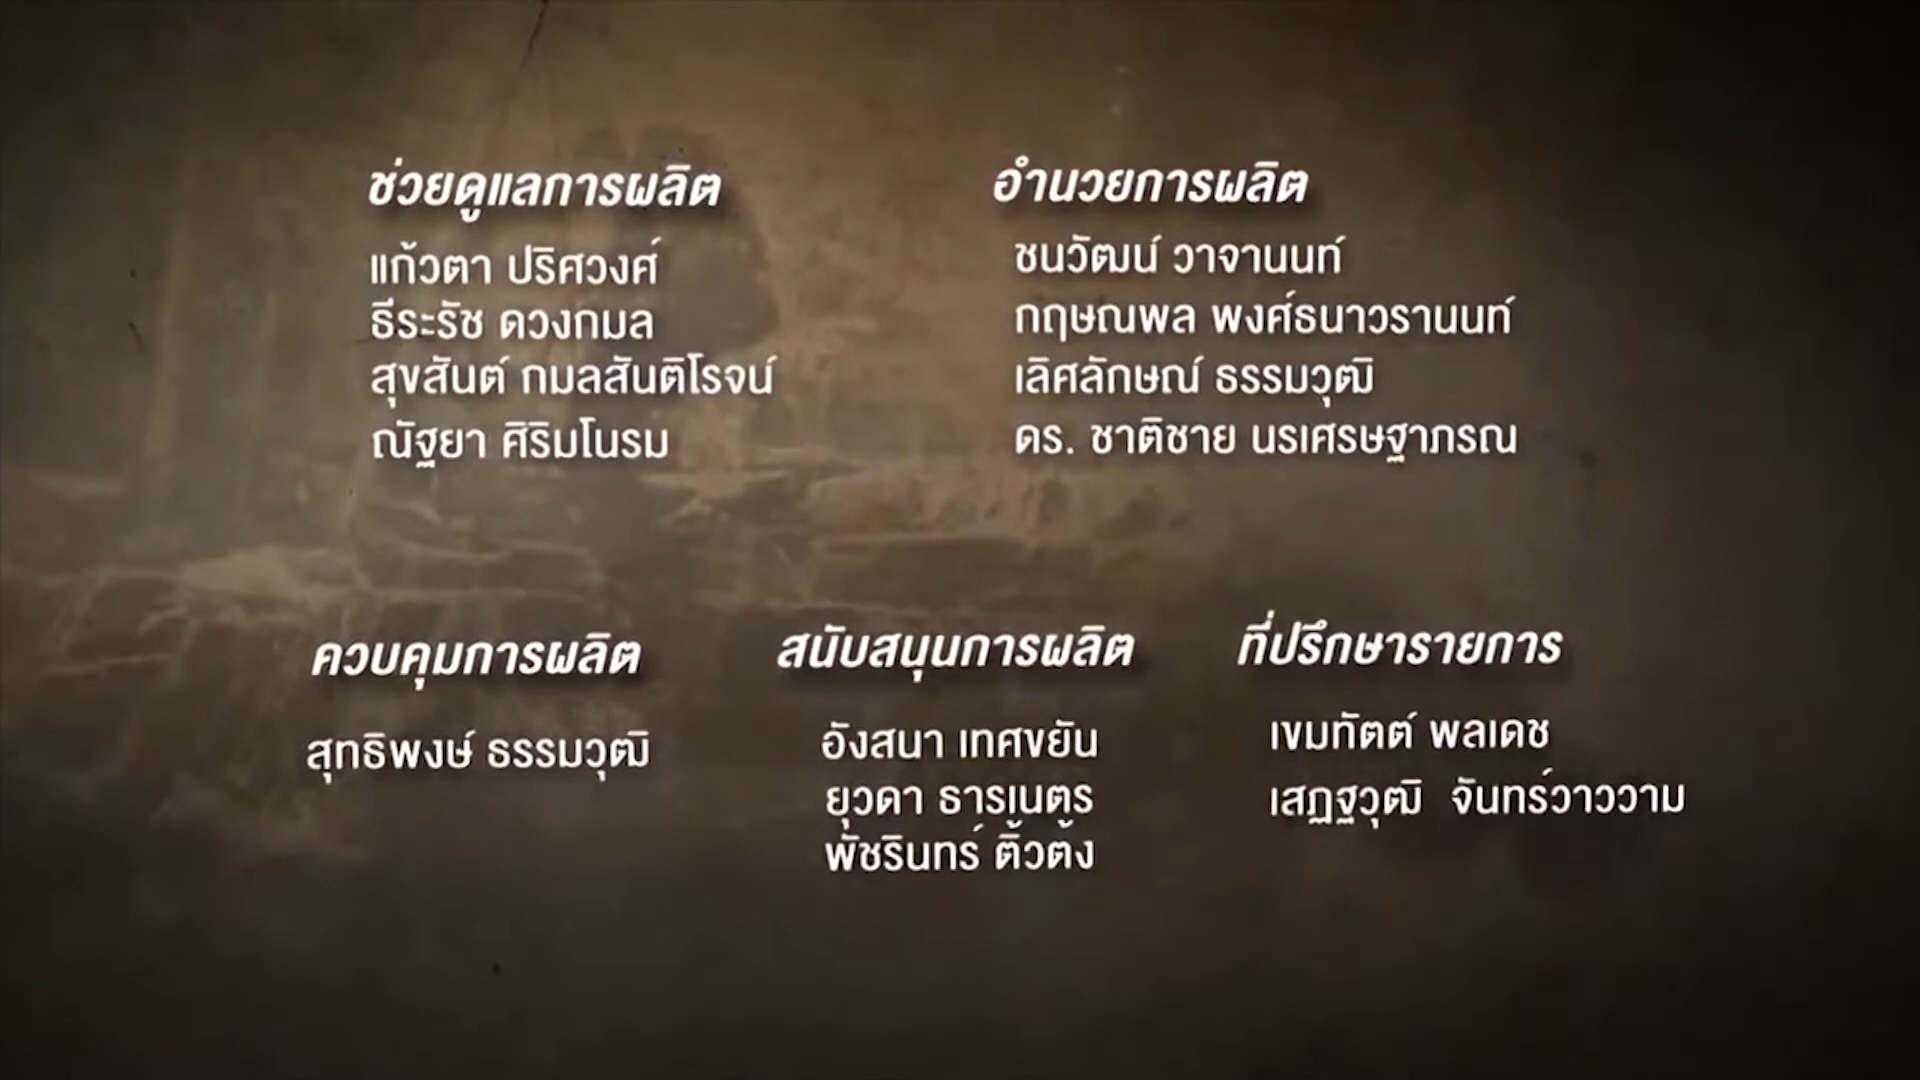 ช่วยดูแลการผลิต
แก้วตา ปริศวงศ์
ธีระรัช ดวงกมล
สุขสันต์ กมลสันติโรจน์
ณัฐยา ศิริมโนรม
อำนวยการผลิต
ชนวัฒน์ วาจานนท์
กฤษณพล พงศ์ธนาวรานนท์
เลิศลักษณ์ ธรรมวุฒิ
ดร. ชาติชาย นรเศรษฐาภรณ
ควบคุมการผลิต
สุทธิพงษ์ ธรรมวุฒิ
สนับสนุนการผลิต
อังสนา เทศขยัน
ยุวดา ธารเนตร
พัชรินทร์ ติ้วต้ง
ที่ปรึกษารายการ
เขมทัตต์ พลเดช
เสฏฐวุฒิ จันทร์วาววาม